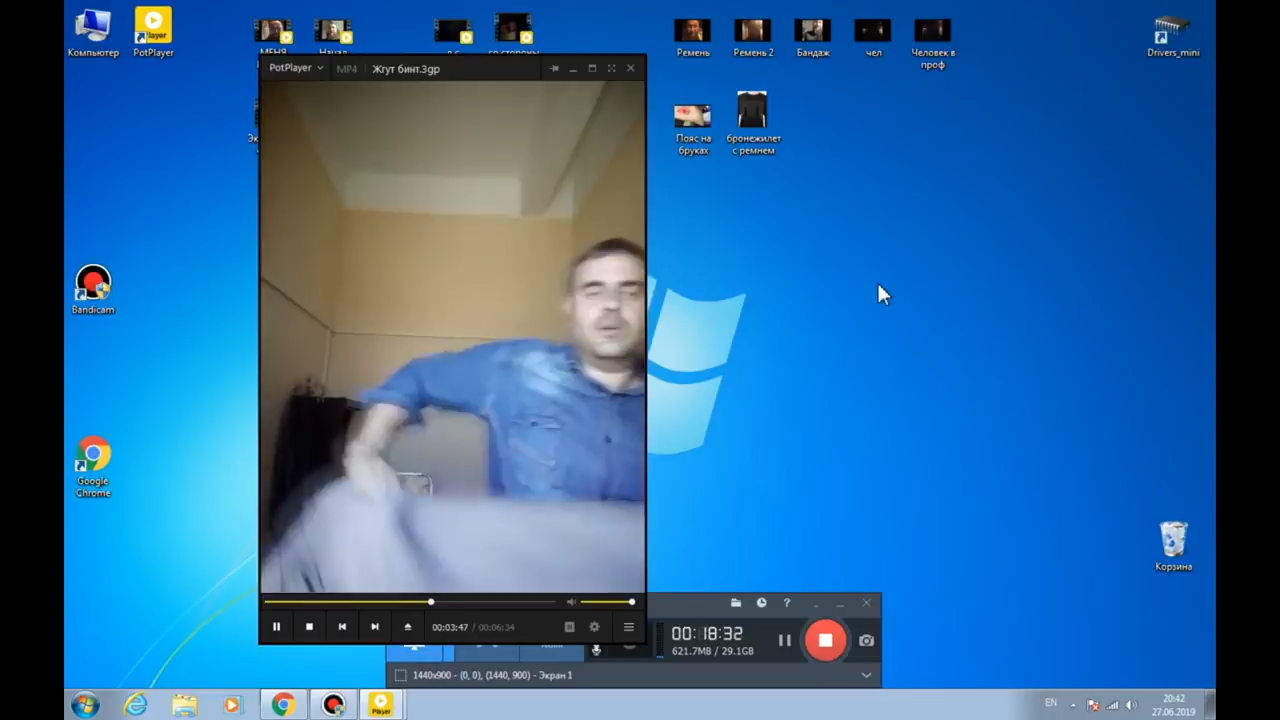 Компьютер
PotPlayer
Ремень
Ремень 2
Бандаж
чел
Человек в
проф
Drivers_mini
PotPlayer
MP4
Жгут бинт.3gp
Пояс на
бруках
бронежилет
с ремнем
Bandicam
Google
Chrome
Корзина
00:03:47 / 00:06:34
00:18:32
621.7MB / 29.1GB
1440x900 - (0, 0), (1440, 900) - Экран 1
EN
20:42
27.06.2019